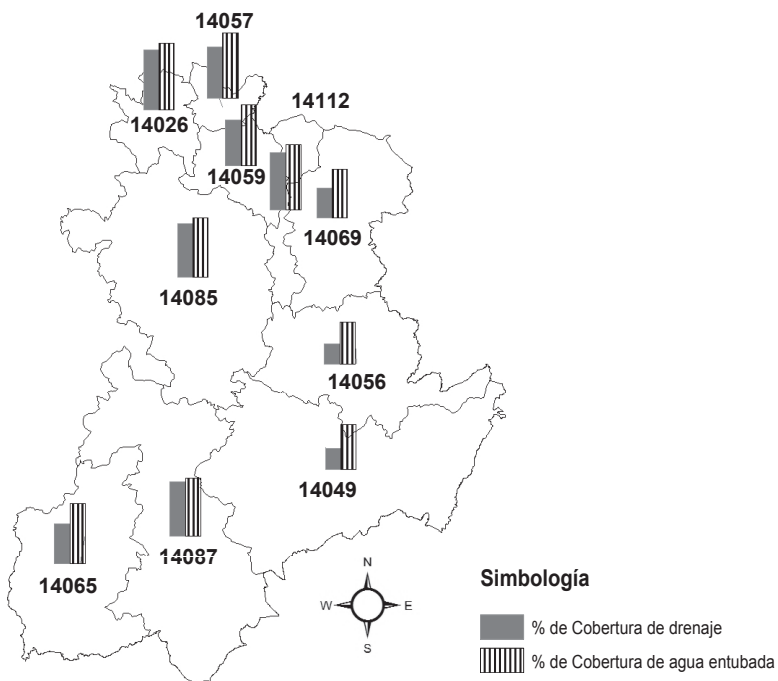 14057
14112
14026
14059
14069
14085
14056
14049
14087
14065
N
W
E
S
Simbología
% de Cobertura de drenaje
% de Cobertura de agua entubada